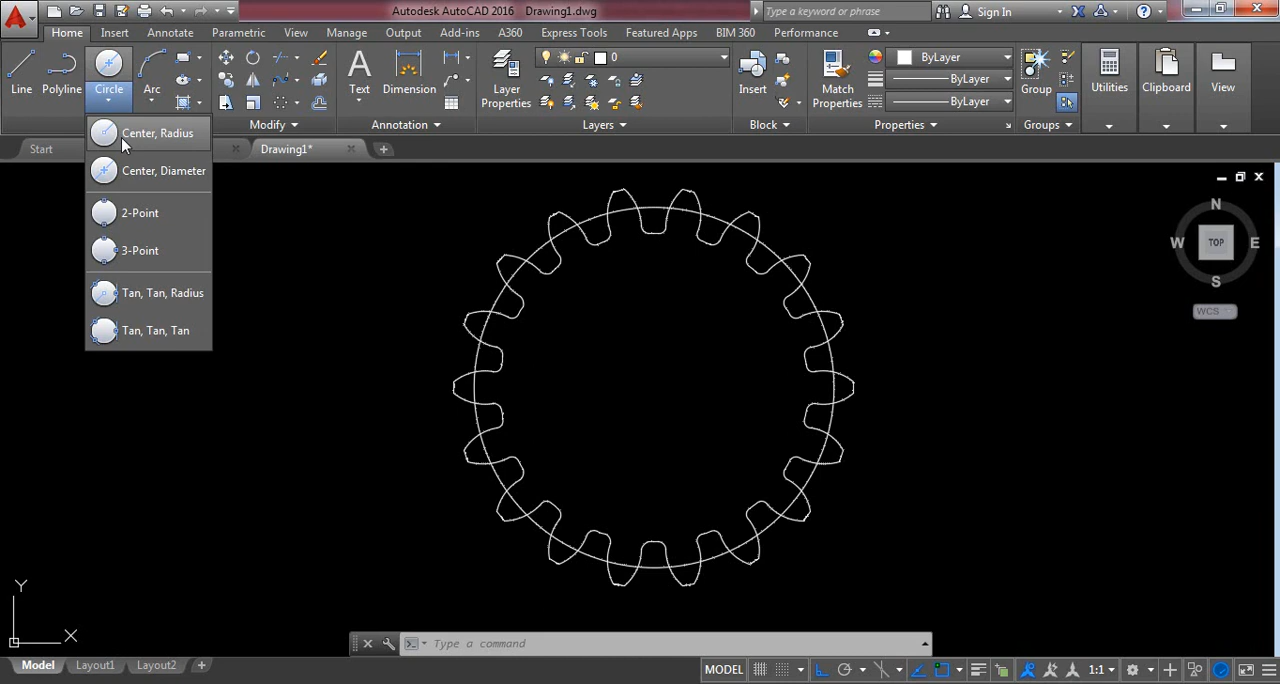 Autodesk AutoCAD 2016 Drawing1.dwg
Type a keyword or phrase
Sign In
Home Insert Annotate Parametric View Manage Output Add-ins A360 Express Tools Featured Apps BIM 360 Performance
Line
Polyline
Circle
Arc
Text
Dimension
Layer
Properties
0
Insert
Match
Properties
ByLayer
ByLayer
ByLayer
Group
Utilities
Clipboard
View
Modify
Annotation
Layers
Block
Properties
Groups
Start
Drawing1*
Center, Radius
Center, Diameter
2-Point
3-Point
Tan, Tan, Radius
Tan, Tan, Tan
N
W TOP E
S
WCS
Y
X
Type a command
Model Layout1 Layout2
MODEL
1:1